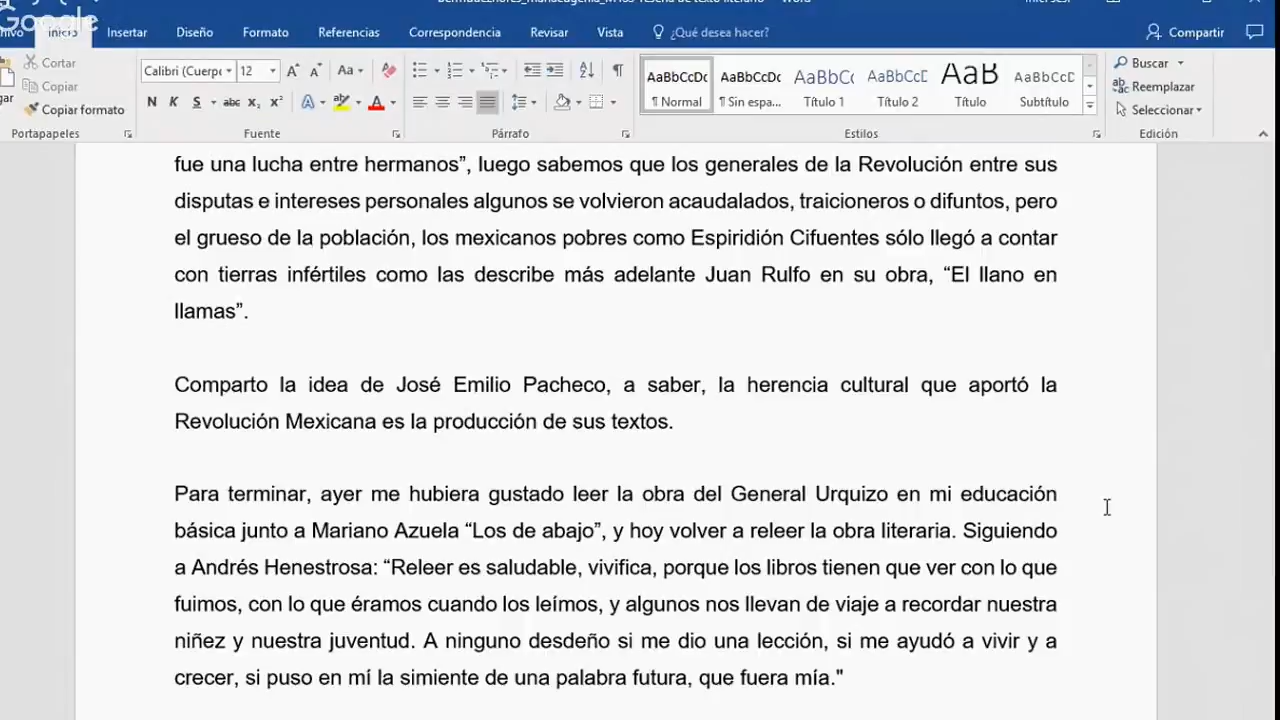 Google
Inicio Insertar Diseño Formato Referencias Correspondencia Revisar Vista ¿Qué desea hacer? Compartir
Cortar
Copiar
Copiar formato
Portapapeles
Calibri (Cuerpo 12 Aa
N K S abc x₂ x² A A
Fuente
Párrafo
AaBbCcDc AaBbCcDc AaBbCc AaBbCcD AaB AaBbCcD
¶ Normal ¶ Sin espa... Título 1 Título 2 Título Subtítulo
Estilos
Buscar
Reemplazar
Seleccionar
Edición
fue una lucha entre hermanos”, luego sabemos que los generales de la Revolución entre sus
disputas e intereses personales algunos se volvieron acaudalados, traicioneros o difuntos, pero
el grueso de la población, los mexicanos pobres como Espiridión Cifuentes sólo llegó a contar
con tierras infértiles como las describe más adelante Juan Rulfo en su obra, “El llano en
llamas”.
Comparto la idea de José Emilio Pacheco, a saber, la herencia cultural que aportó la
Revolución Mexicana es la producción de sus textos.
Para terminar, ayer me hubiera gustado leer la obra del General Urquizo en mi educación
básica junto a Mariano Azuela “Los de abajo”, y hoy volver a releer la obra literaria. Siguiendo
a Andrés Henestrosa: “Releer es saludable, vivifica, porque los libros tienen que ver con lo que
fuimos, con lo que éramos cuando los leímos, y algunos nos llevan de viaje a recordar nuestra
niñez y nuestra juventud. A ninguno desdeño si me dio una lección, si me ayudó a vivir y a
crecer, si puso en mí la simiente de una palabra futura, que fuera mía."